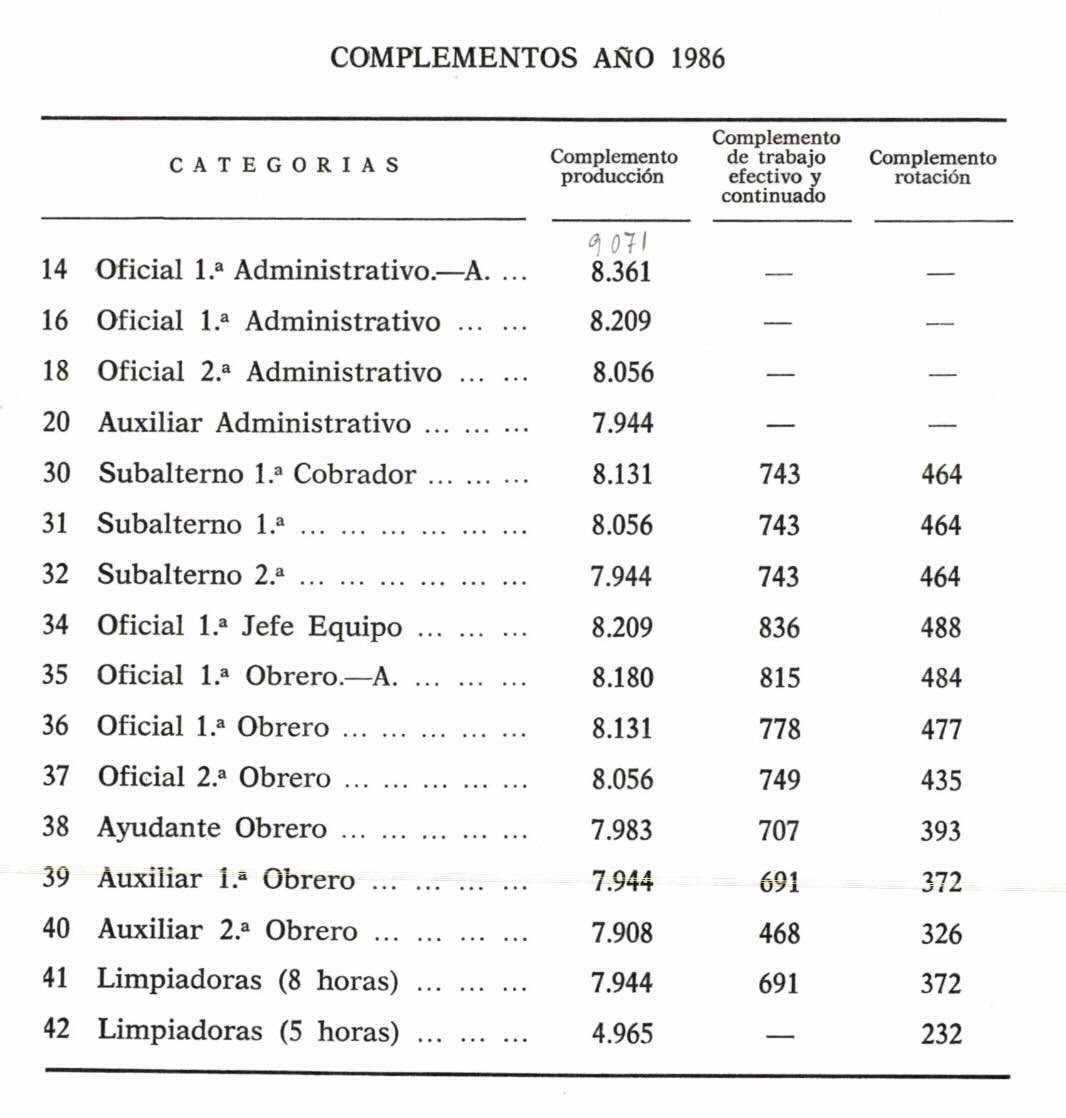 COMPLEMENTOS AÑO 1986
CATEGORIAS Complemento producción Complemento de trabajo efectivo y continuado Complemento rotación
9071
14 Oficial 1.ª Administrativo.—A. ... 8.361 — —
16 Oficial 1.ª Administrativo ... ... 8.209 — —
18 Oficial 2.ª Administrativo ... ... 8.056 — —
20 Auxiliar Administrativo ... ... ... 7.944 — —
30 Subalterno 1.ª Cobrador ... ... ... 8.131 743 464
31 Subalterno 1.ª ... ... ... ... ... ... 8.056 743 464
32 Subalterno 2.ª ... ... ... ... ... ... 7.944 743 464
34 Oficial 1.ª Jefe Equipo ... ... ... 8.209 836 488
35 Oficial 1.ª Obrero.—A. ... ... ... 8.180 815 484
36 Oficial 1.ª Obrero ... ... ... ... ... 8.131 778 477
37 Oficial 2.ª Obrero ... ... ... ... ... 8.056 749 435
38 Ayudante Obrero ... ... ... ... ... 7.983 707 393
39 Auxiliar 1.ª Obrero ... ... ... ... 7.944 691 372
40 Auxiliar 2.ª Obrero ... ... ... ... 7.908 468 326
41 Limpiadoras (8 horas) ... ... ... 7.944 691 372
42 Limpiadoras (5 horas) ... ... ... 4.965 — 232